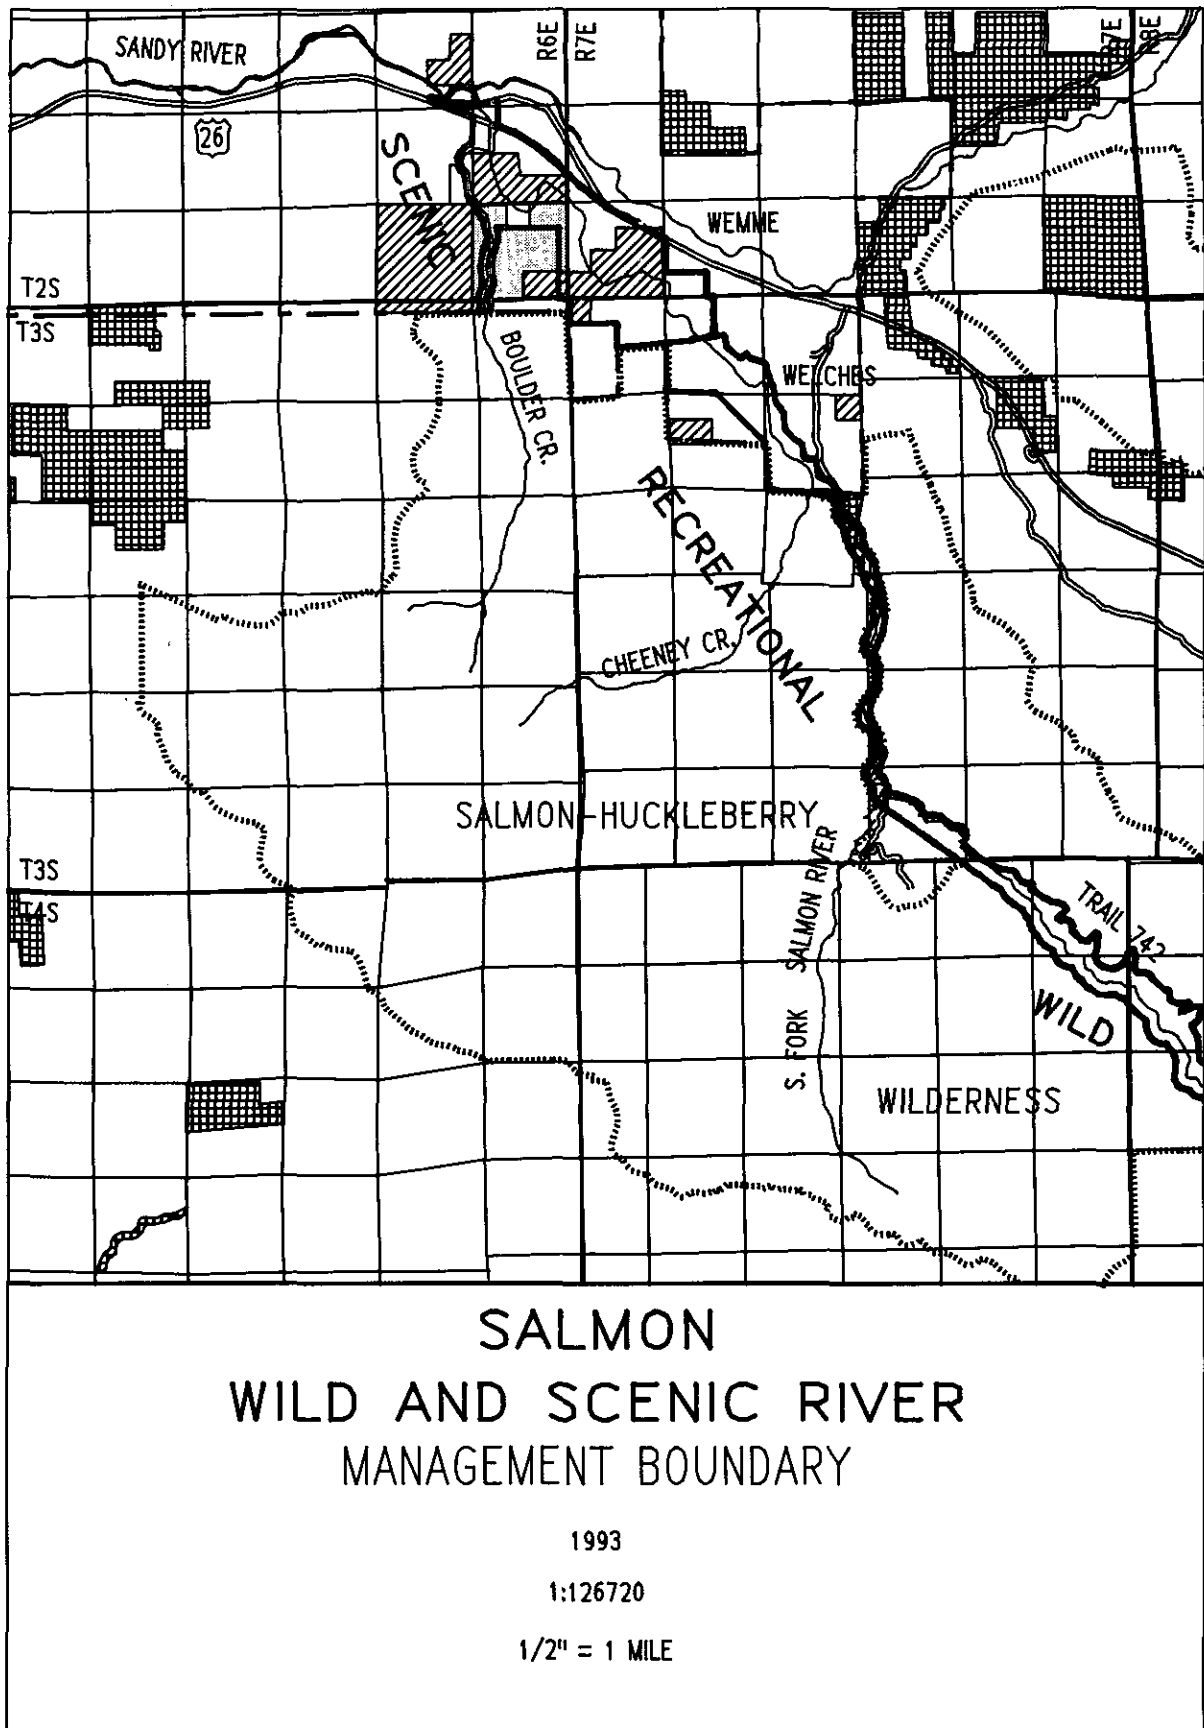 SANDY RIVER
R6E
R7E
R7E
R8E
26
SCENIC
WEMME
T2S
T3S
BOULDER CR.
WELCHES
RECREATIONAL
CHEENEY CR.
SALMON-HUCKLEBERRY
T3S
T4S
S. FORK SALMON RIVER
TRAIL 742
WILD
WILDERNESS
SALMON
WILD AND SCENIC RIVER
MANAGEMENT BOUNDARY
1993
1:126720
1/2" = 1 MILE